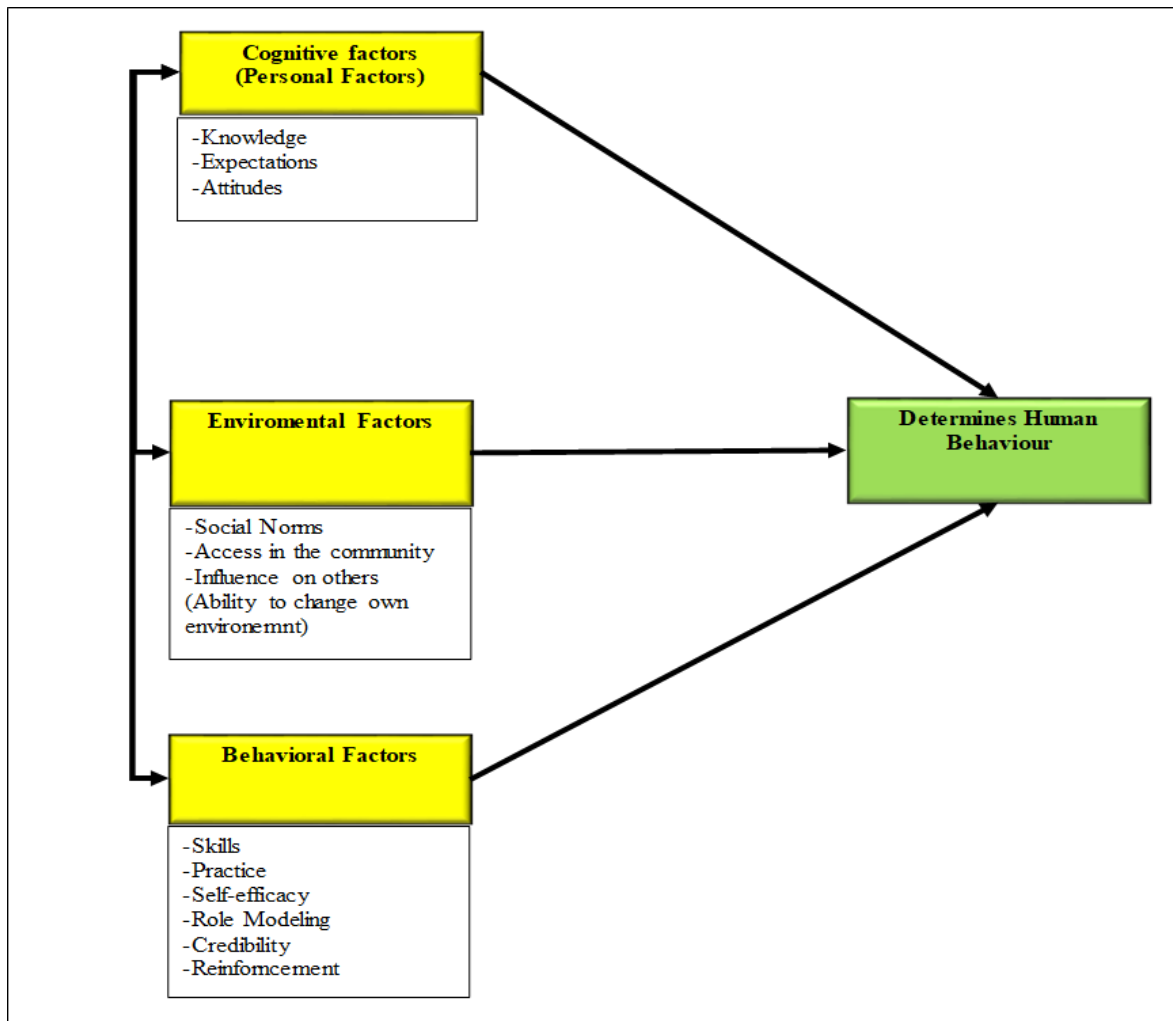 Cognitive factors
(Personal Factors)
-Knowledge
-Expectations
-Attitudes
Enviromental Factors
-Social Norms
-Access in the community
-Influence on others
(Ability to change own
environemnt)
Determines Human
Behaviour
Behavioral Factors
-Skills
-Practice
-Self-efficacy
-Role Modeling
-Credibility
-Reinfomcement